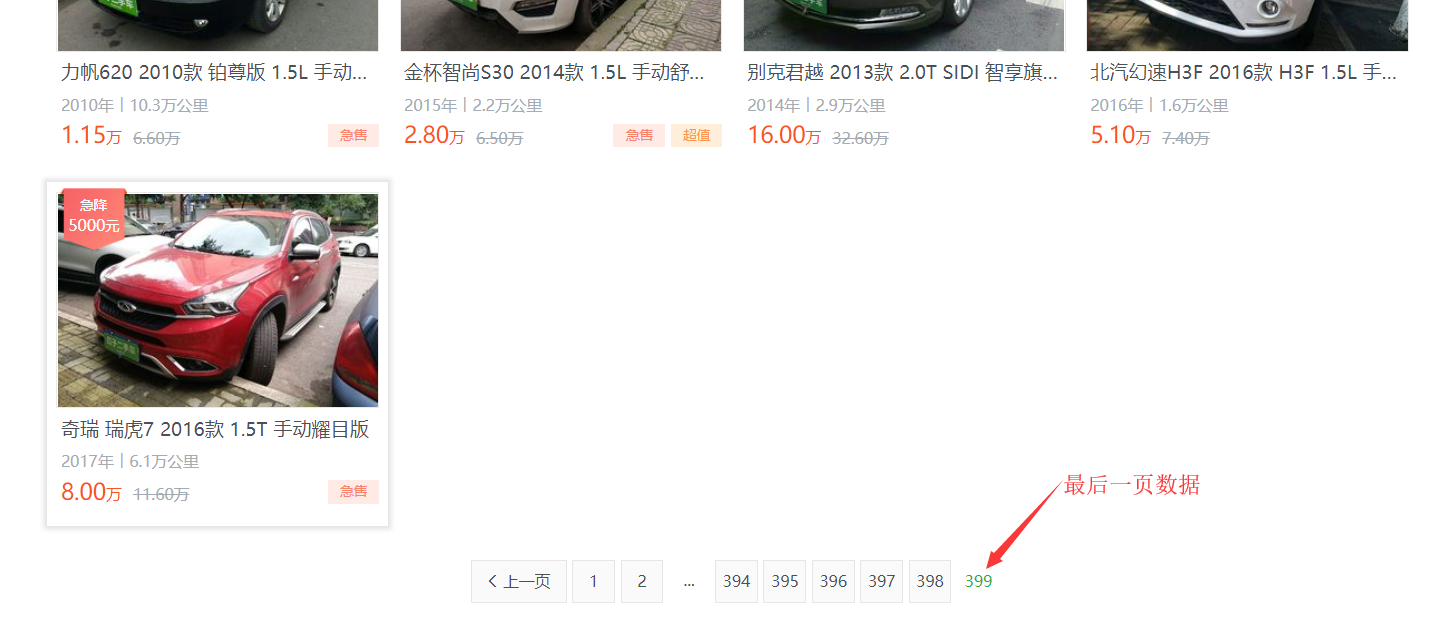 力帆620 2010款 铂尊版 1.5L 手动...
2010年 | 10.3万公里
1.15万 6.60万 急售
金杯智尚S30 2014款 1.5L 手动舒...
2015年 | 2.2万公里
2.80万 6.50万 急售 超值
别克君越 2013款 2.0T SIDI 智享旗...
2014年 | 2.9万公里
16.00万 32.60万
北汽幻速H3F 2016款 H3F 1.5L 手...
2016年 | 1.6万公里
5.10万 7.40万
急降
5000元
瓜子二手车
奇瑞 瑞虎7 2016款 1.5T 手动耀目版
2017年 | 6.1万公里
8.00万 11.60万 急售
最后一页数据
< 上一页 1 2 ... 394 395 396 397 398 399